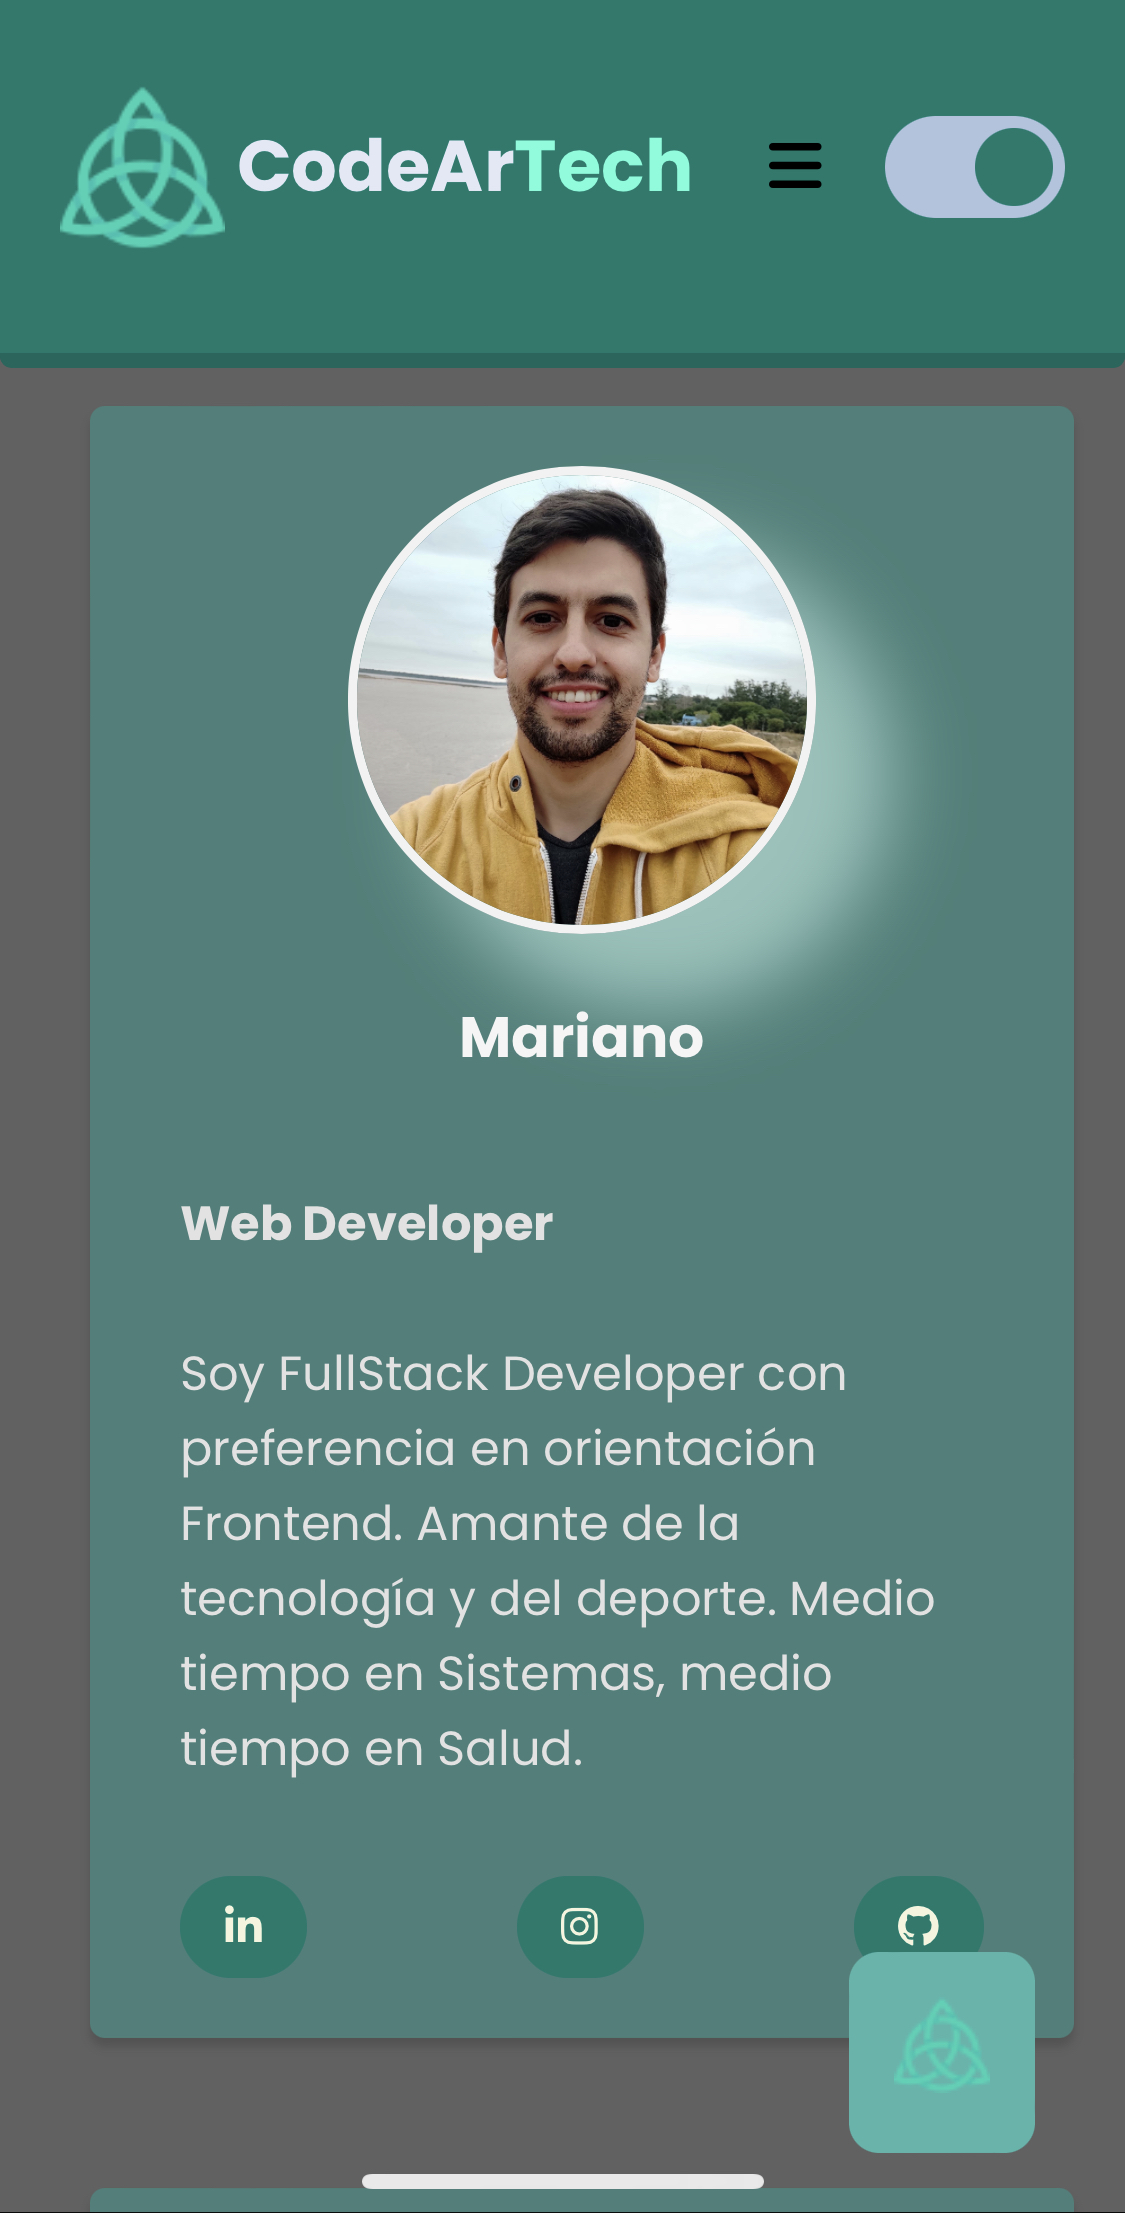 CodeArTech
Mariano
Web Developer
Soy FullStack Developer con
preferencia en orientación
Frontend. Amante de la
tecnología y del deporte. Medio
tiempo en Sistemas, medio
tiempo en Salud.
in